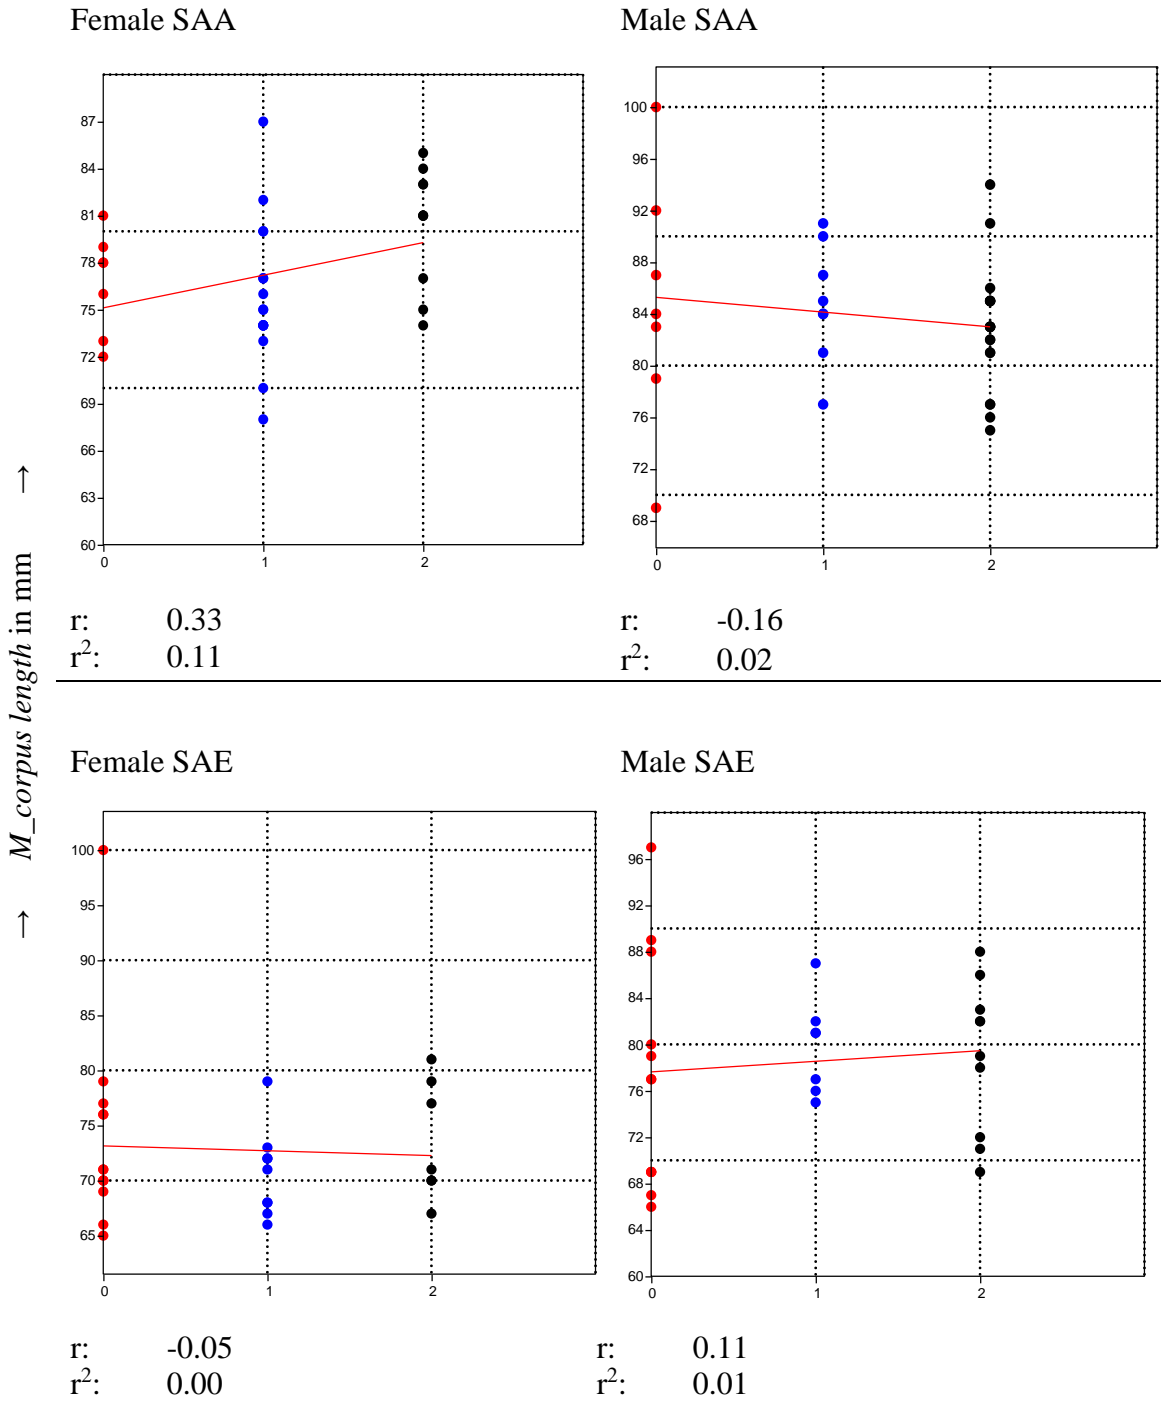 Female SAA
Male SAA
87
84
81
78
75
72
69
66
63
60
0 1 2
100
96
92
88
84
80
76
72
68
0 1 2
r: 0.33
r²: 0.11
r: -0.16
r²: 0.02
→ M_corpus length in mm →
Female SAE
Male SAE
100
95
90
85
80
75
70
65
0 1 2
96
92
88
84
80
76
72
68
64
60
0 1 2
r: -0.05
r²: 0.00
r: 0.11
r²: 0.01